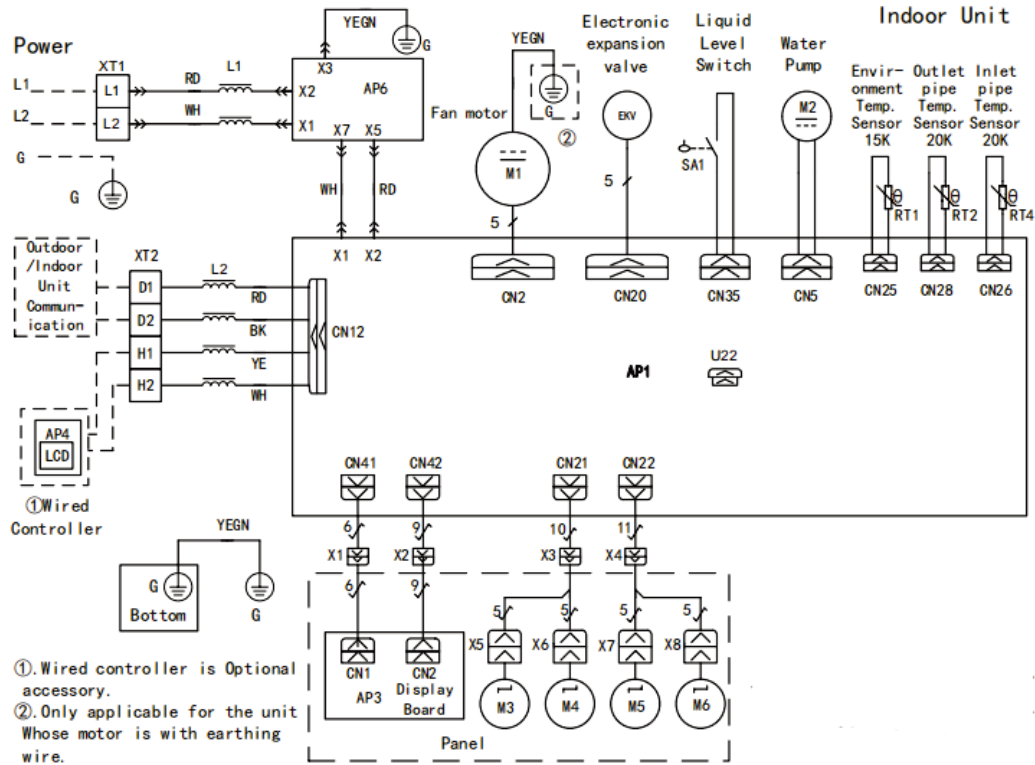 Indoor Unit
Power
YEGN
G
XT1
L1
RD
L1
L1
X3
X2
AP6
L2
L2
WH
X1
X7
X5
G
G
WH
RD
YEGN
G
②
Fan motor
M1
5
Electronic
expansion
valve
EKV
5
Liquid
Level
Switch
SA1
Water
Pump
M2
Envir-
onment
Temp.
Sensor
15K
RT1
Outlet
pipe
Temp.
Sensor
20K
RT2
Inlet
pipe
Temp.
Sensor
20K
RT4
X1
X2
CN2
CN20
CN35
CN5
CN25
CN28
CN26
Outdoor
/Indoor
Unit
Commun-
ication
XT2
D1
L2
RD
D2
BK
H1
YE
H2
WH
CN12
AP1
U22
AP4
LCD
①Wired
Controller
CN41
CN42
CN21
CN22
6
9
10
11
X1
X2
X3
X4
6
9
YEGN
G
Bottom
G
5
5
5
5
X5
X6
X7
X8
CN1
CN2
AP3
Display
Board
M3
M4
M5
M6
Panel
①.Wired controller is Optional
accessory.
②.Only applicable for the unit
Whose motor is with earthing
wire.